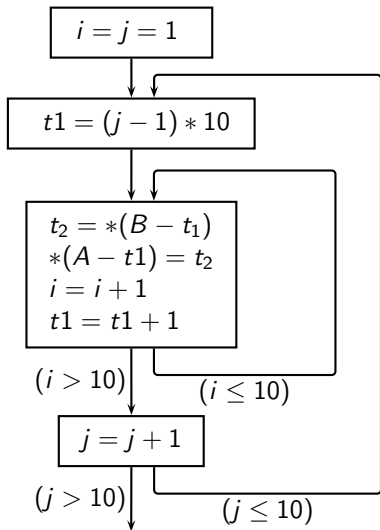 i = j = 1
t1 = (j − 1) ∗ 10
t₂ = ∗(B − t₁)
∗(A − t1) = t₂
i = i + 1
t1 = t1 + 1
(i > 10)
(i ≤ 10)
j = j + 1
(j > 10)
(j ≤ 10)